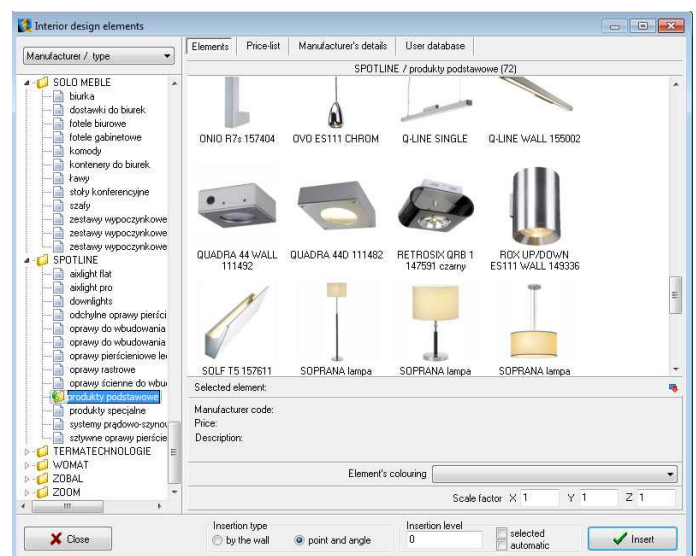 Interior design elements
Manufacturer / type
Elements
Price-list
Manufacturer's details
User database
SPOTLINE / produkty podstawowe (72)
SOLO MEBLE
biurka
dostawki do biurek
fotele biurowe
fotele gabinetowe
komody
kontenery do biurek
ławy
stoły konferencyjne
szafy
zestawy wypoczynkowe
zestawy wypoczynkowe
zestawy wypoczynkowe
SPOTLINE
aixlight flat
aixlight pro
downlights
odchylne oprawy pierści
oprawy do wbudowania
oprawy do wbudowania
oprawy pierścieniowe le
oprawy rastrowe
oprawy ścienne do wbu
produkty podstawowe
produkty specjalne
systemy prądowo-szyno
sztywne oprawy pierście
TERMATECHNOLOGIE
WOMAT
ZOBAL
ZOOM
ONIO R7s 157404
OVO ES111 CHROM
Q-LINE SINGLE
Q-LINE WALL 155002
QUADRA 44 WALL
111492
QUADRA 44D 111482
RETROSIX QRB 1
147591 czarny
ROX UP/DOWN
ES111 WALL 149336
SOLF T5 157611
SOPRANA lampa
SOPRANA lampa
SOPRANA lampa
Selected element:
Manufacturer code:
Price:
Description:
Element's colouring
Scale factor X 1 Y 1 Z 1
Close
Insertion type
by the wall
point and angle
Insertion level
0
selected
automatic
Insert